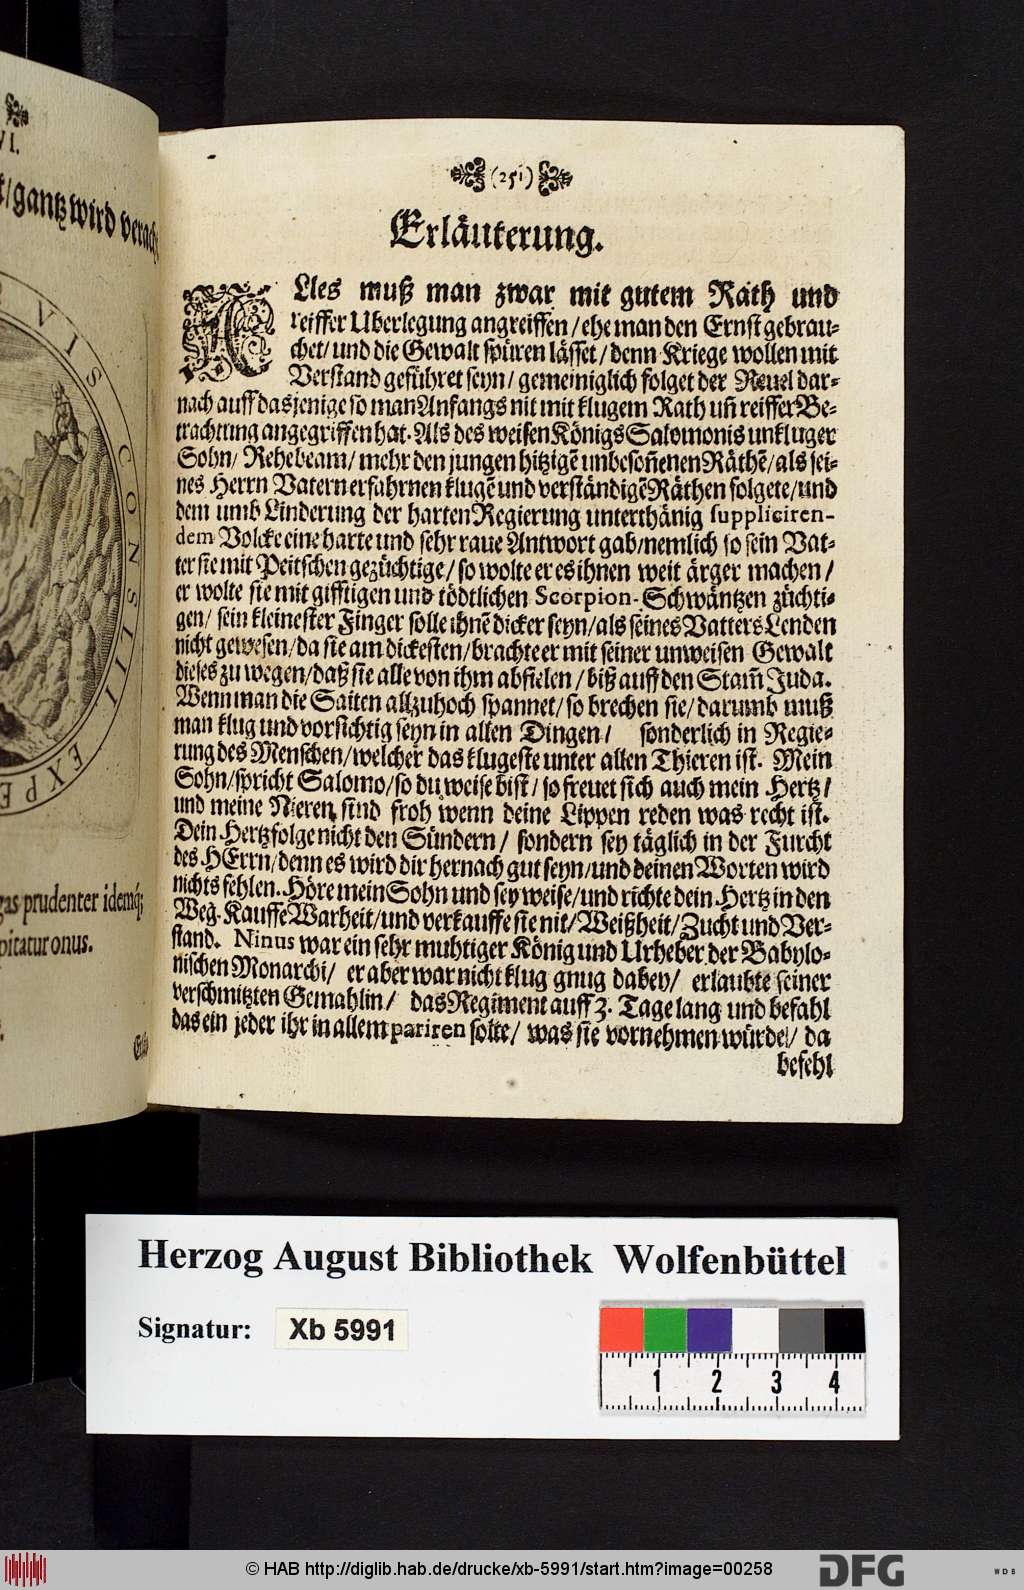 VI.
/gantz wird verach-
VIS CONSILII EXPE
gas prudenter idemq́;
pitatur onus.
(251)
Erläuterung.
ALles muß man zwar mit gutem Rath und
reiffer Uberlegung angreiffen/ ehe man den Ernst gebrau-
chet/ und die Gewalt spüren lässet/ denn Kriege wollen mit
Verstand geführet seyn/ gemeiniglich folget der Reuel dar-
nach auff dasjenige so man Anfangs nit mit klugem Rath uñ reiffer Be-
trachtung angegriffen hat. Als des weisen Königs Salomonis unkluger
Sohn/ Rehebeam/ mehr den jungen hitzigē unbesoñenen Räthē/ als sei-
nes Herrn Vatern erfahrnen klugē und verständigē Räthen folgete/ und
dem umb Linderung der harten Regierung unterthänig suppliciren-
dem Volcke eine harte und sehr raue Antwort gab/ nemlich so sein Vat-
ter sie mit Peitschen gezüchtige/ so wolte er es ihnen weit ärger machen/
er wolte sie mit gifftigen und tödtlichen Scorpion-Schwäntzen züchti-
gen/ sein kleinester Finger solle ihnē dicker seyn/ als seines Vatters Lenden
nicht gewesen/ da sie am dickesten/ brachte er mit seiner unweisen Gewalt
dieses zu wegen/ daß sie alle von ihm abfielen/ biß auff den Stam̃ Juda.
Wenn man die Saiten allzuhoch spannet/ so brechen sie/ darumb muß
man klug und vorsichtig seyn in allen Dingen/ sonderlich in Regie-
rung des Menschen/ welcher das klugeste unter allen Thieren ist. Mein
Sohn/ spricht Salomo/ so du weise bist/ so freuet sich auch mein Hertz/
und meine Nieren sind froh wenn deine Lippen reden was recht ist.
Dein Hertz folge nicht den Sündern/ sondern sey täglich in der Furcht
des HErrn/ denn es wird dir hernach gut seyn/ und deinen Worten wird
nichts fehlen. Höre mein Sohn und sey weise/ und richte dein Hertz in den
Weg. Kauffe Warheit/ und verkauffe sie nit/ Weißheit/ Zucht und Ver-
stand. Ninus war ein sehr muhtiger König und Urheber der Babylo-
nischen Monarchi/ er aber war nicht klug gnug dabey/ erlaubte seiner
verschmitzten Gemahlin/ das Regiment auff 3. Tage lang und befahl
das ein jeder ihr in allem pariren solte/ was sie vornehmen würde/ da
befehl
Herzog August Bibliothek Wolfenbüttel
Signatur: Xb 5991
1 2 3 4
© HAB http://diglib.hab.de/drucke/xb-5991/start.htm?image=00258
DFG
WDB